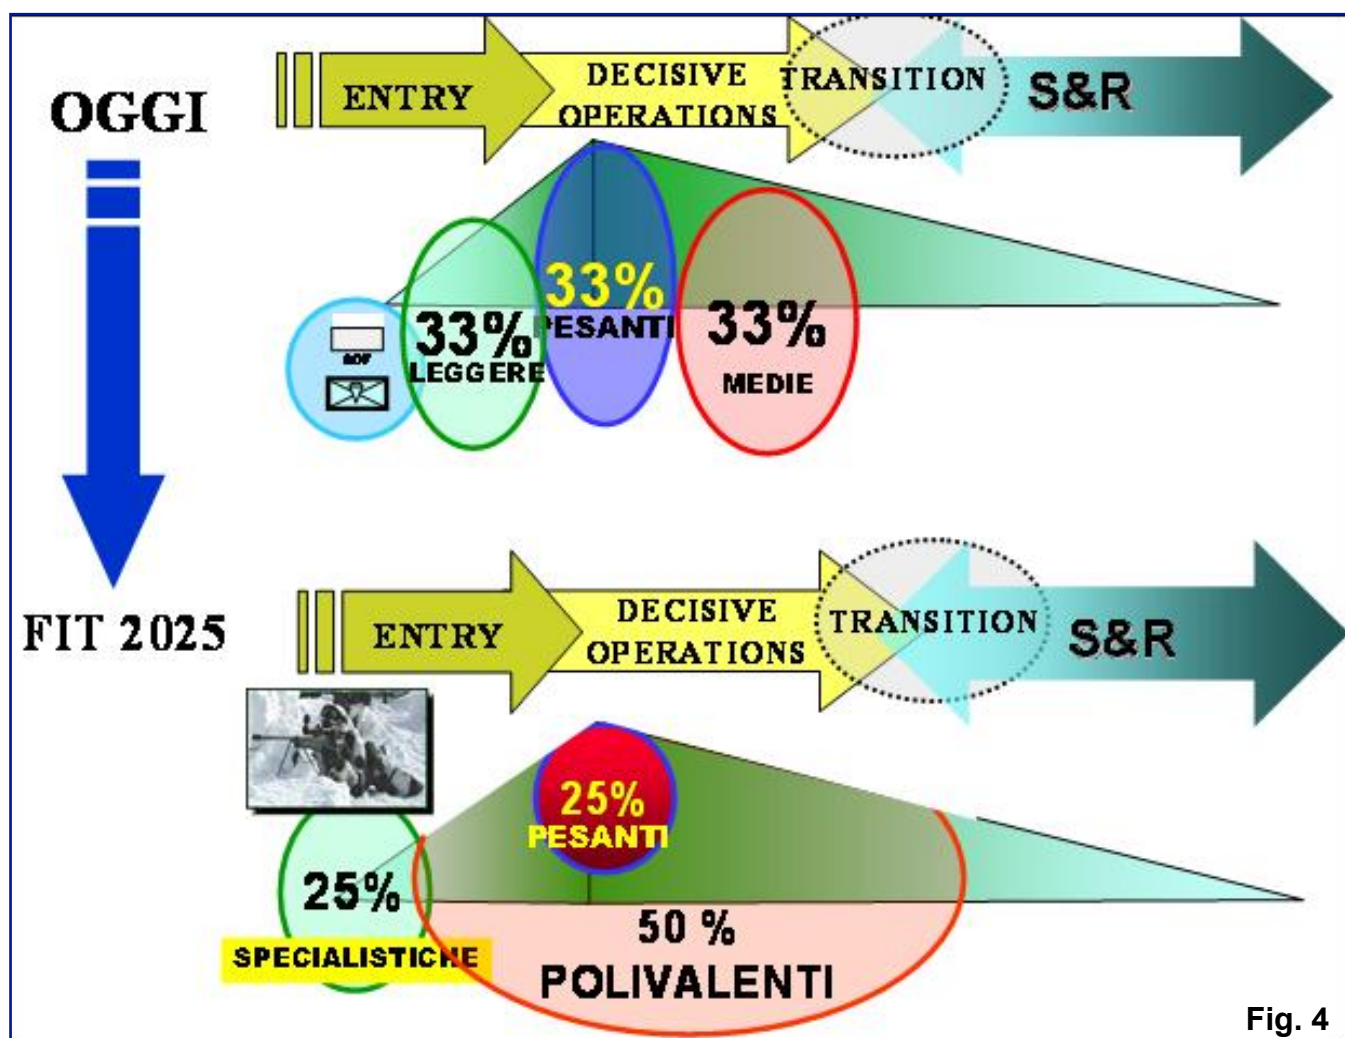 OGGI
ENTRY
DECISIVE
OPERATIONS
TRANSITION
S&R
33%
LEGGERE
33%
PESANTI
33%
MEDIE
FIT 2025
ENTRY
DECISIVE
OPERATIONS
TRANSITION
S&R
25%
SPECIALISTICHE
25%
PESANTI
50 %
POLIVALENTI
Fig. 4